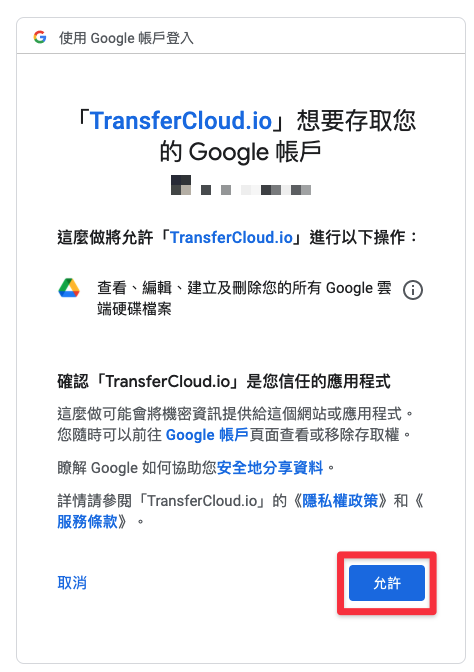 使用 Google 帳戶登入
「TransferCloud.io」想要存取您
的 Google 帳戶
這麼做將允許「TransferCloud.io」進行以下操作：
查看、編輯、建立及刪除您的所有 Google 雲
端硬碟檔案
確認「TransferCloud.io」是您信任的應用程式
這麼做可能會將機密資訊提供給這個網站或應用程式。
您隨時可以前往 Google 帳戶頁面查看或移除存取權。
瞭解 Google 如何協助您安全地分享資料。
詳情請參閱「TransferCloud.io」的《隱私權政策》和《
服務條款》。
取消
允許